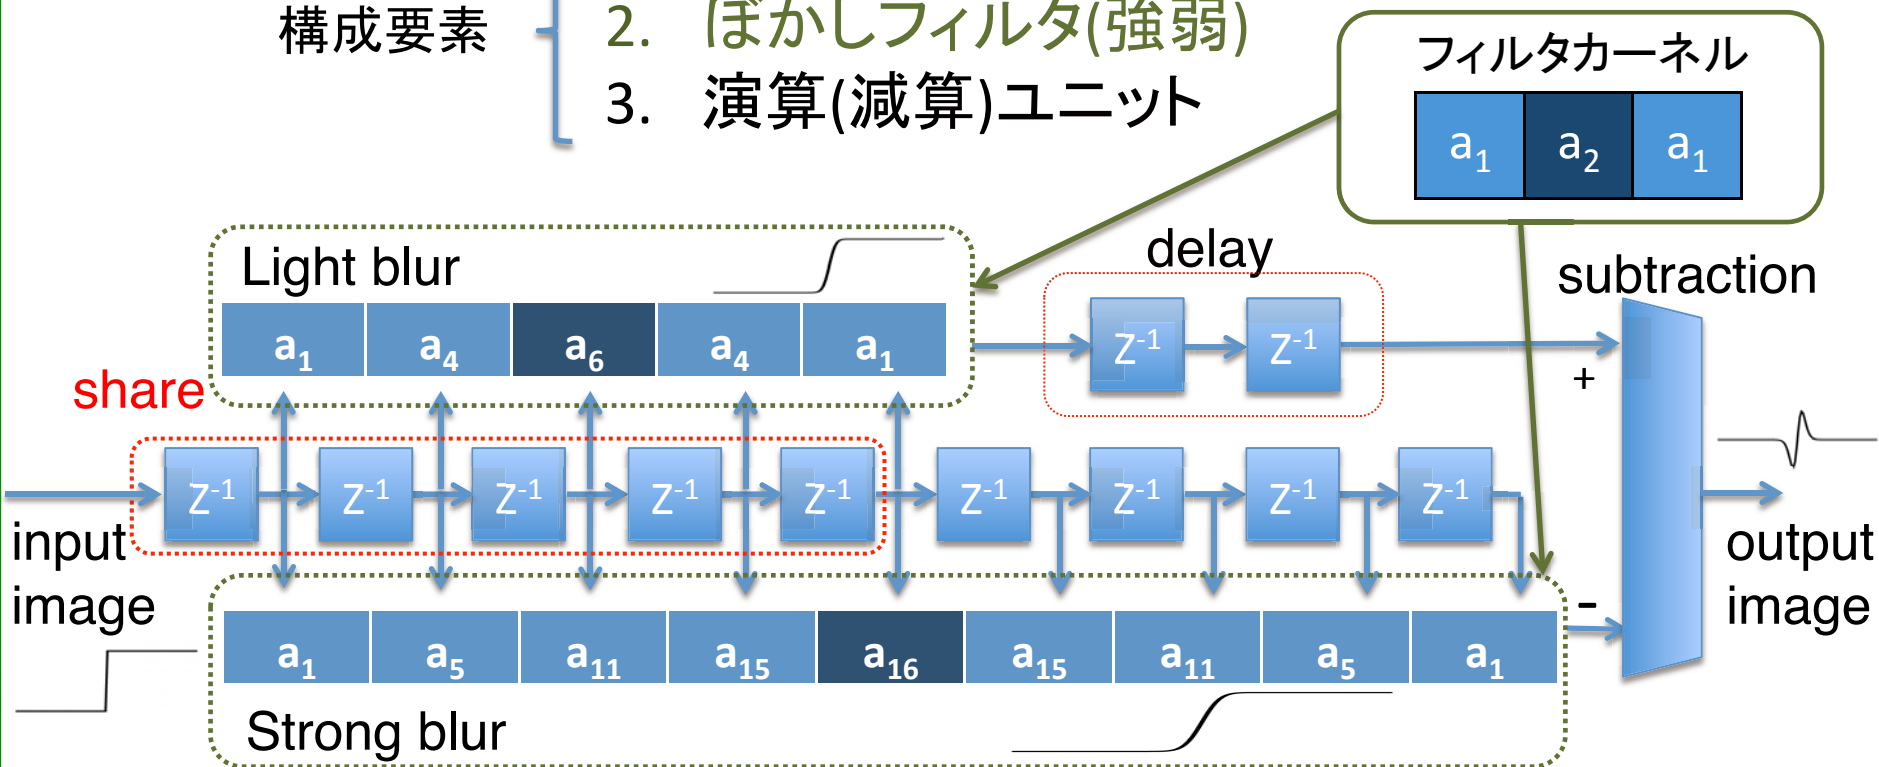 構成要素
2. ぼかしフィルタ(強弱)
3. 演算(減算)ユニット
フィルタカーネル
a1 a2 a1
Light blur
delay
subtraction
a1 a4 a6 a4 a1
Z-1 Z-1
+
share
Z-1 Z-1 Z-1 Z-1 Z-1 Z-1 Z-1 Z-1 Z-1
input
image
output
image
-
a1 a5 a11 a15 a16 a15 a11 a5 a1
Strong blur